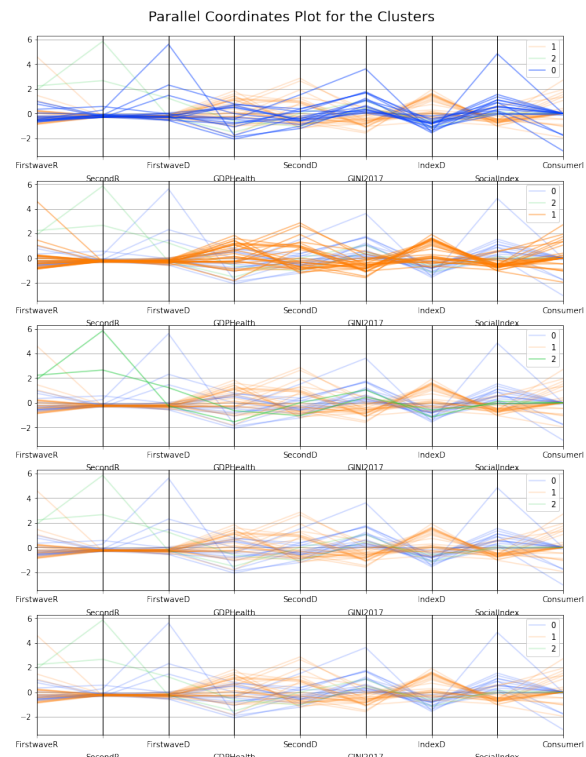 Parallel Coordinates Plot for the Clusters
6
4
2
0
−2
1
2
0
FirstwaveR
SecondR
FirstwaveD
GDPHealth
SecondD
GINI2017
IndexD
SocialIndex
ConsumerI
6
4
2
0
−2
0
2
1
FirstwaveR
SecondR
FirstwaveD
GDPHealth
SecondD
GINI2017
IndexD
SocialIndex
ConsumerI
6
4
2
0
−2
0
1
2
FirstwaveR
SecondR
FirstwaveD
GDPHealth
SecondD
GINI2017
IndexD
SocialIndex
ConsumerI
6
4
2
0
−2
0
1
2
FirstwaveR
SecondR
FirstwaveD
GDPHealth
SecondD
GINI2017
IndexD
SocialIndex
ConsumerI
6
4
2
0
−2
0
1
2
FirstwaveR
SecondR
FirstwaveD
GDPHealth
SecondD
GINI2017
IndexD
SocialIndex
ConsumerI